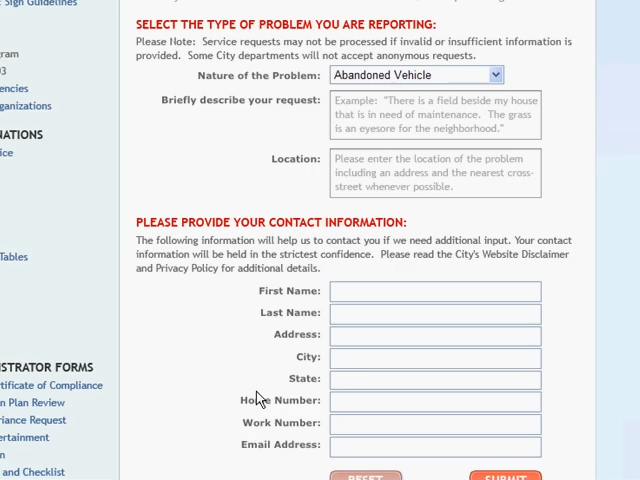 Sign Guidelines
SELECT THE TYPE OF PROBLEM YOU ARE REPORTING:
Please Note: Service requests may not be processed if invalid or insufficient information is
provided. Some City departments will not accept anonymous requests.
Nature of the Problem: Abandoned Vehicle
Briefly describe your request: Example: "There is a field beside my house
that is in need of maintenance. The grass
is an eyesore for the neighborhood."
Location: Please enter the location of the problem
including an address and the nearest cross-
street whenever possible.
PLEASE PROVIDE YOUR CONTACT INFORMATION:
The following information will help us to contact you if we need additional input. Your contact
information will be held in the strictest confidence. Please read the City's Website Disclaimer
and Privacy Policy for additional details.
First Name:
Last Name:
Address:
City:
State:
Home Number:
Work Number:
Email Address:
RESET SUBMIT
gram
03
encies
ganizations
NATIONS
ice
Tables
ISTRATOR FORMS
rtificate of Compliance
n Plan Review
riance Request
ertainment
n
and Checklist